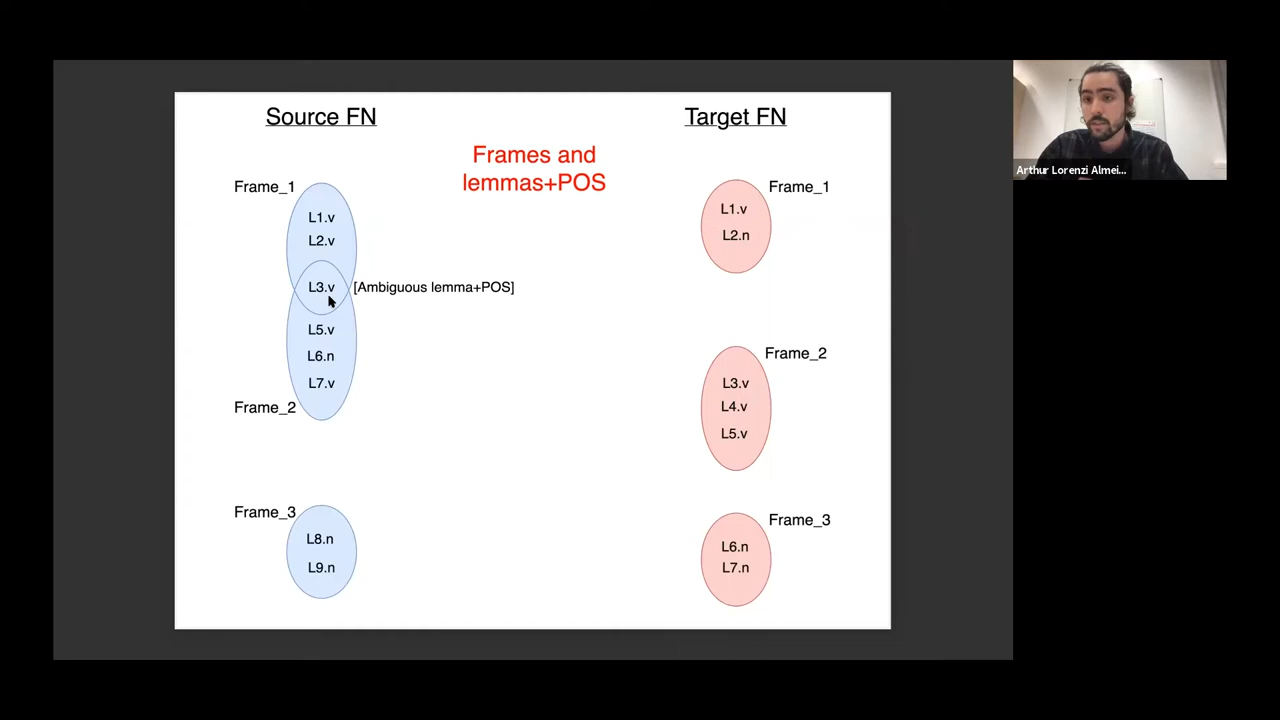 Source FN
Target FN
Frames and
lemmas+POS
Frame_1
L1.v
L2.v
L3.v
[Ambiguous lemma+POS]
L5.v
L6.n
L7.v
Frame_2
Frame_3
L8.n
L9.n
Frame_1
L1.v
L2.n
Frame_2
L3.v
L4.v
L5.v
Frame_3
L6.n
L7.n
Arthur Lorenzi Almei...